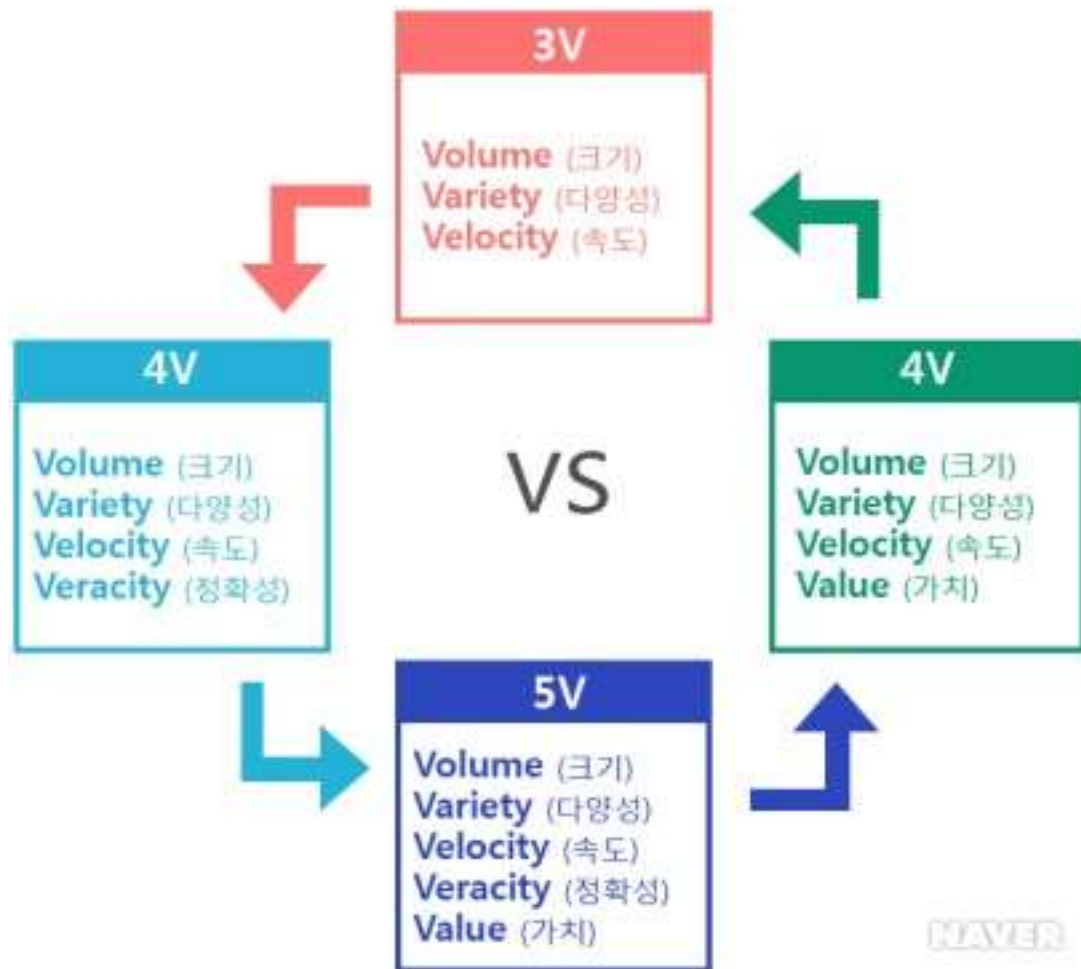 3V
Volume (크기)
Variety (다양성)
Velocity (속도)
4V
Volume (크기)
Variety (다양성)
Velocity (속도)
Veracity (정확성)
VS
4V
Volume (크기)
Variety (다양성)
Velocity (속도)
Value (가치)
5V
Volume (크기)
Variety (다양성)
Velocity (속도)
Veracity (정확성)
Value (가치)
NAVER